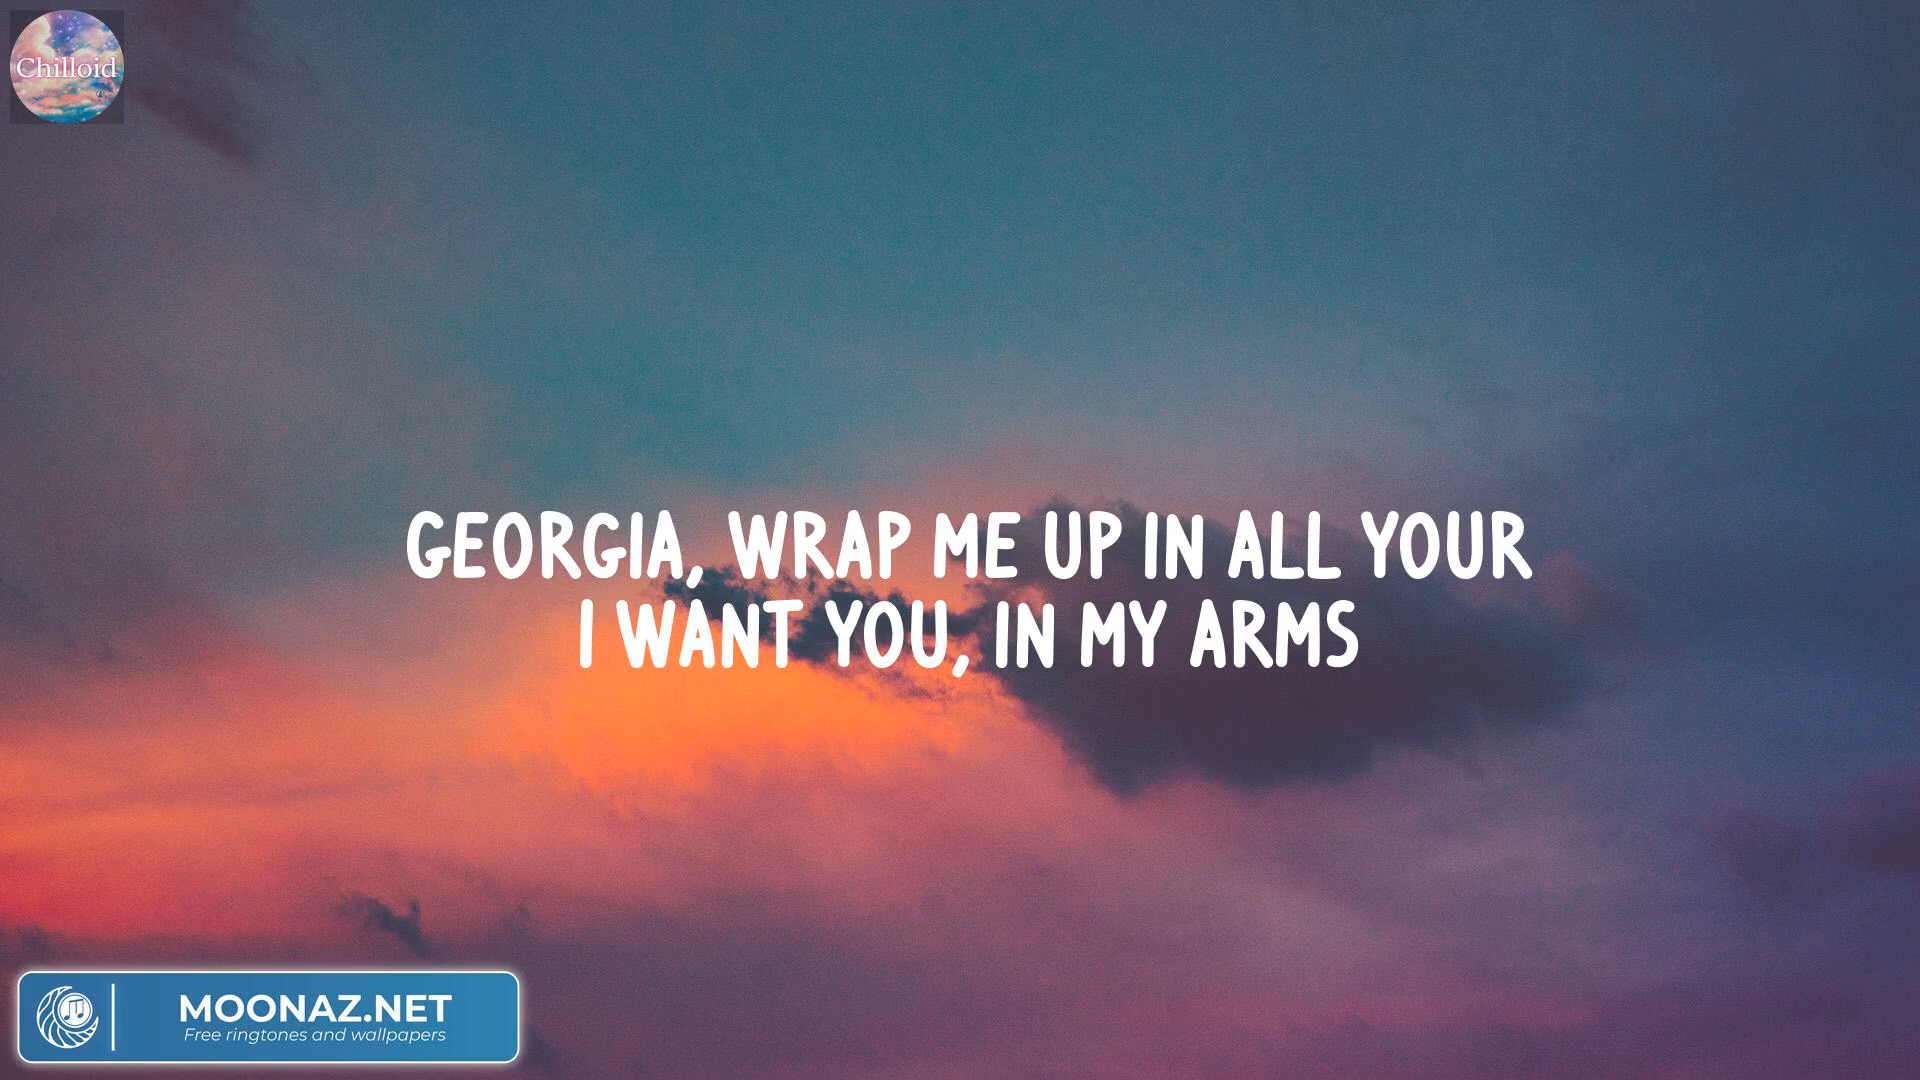 Chilloid
GEORGIA, WRAP ME UP IN ALL YOUR
I WANT YOU, IN MY ARMS
MOONAZ.NET
Free ringtones and wallpapers